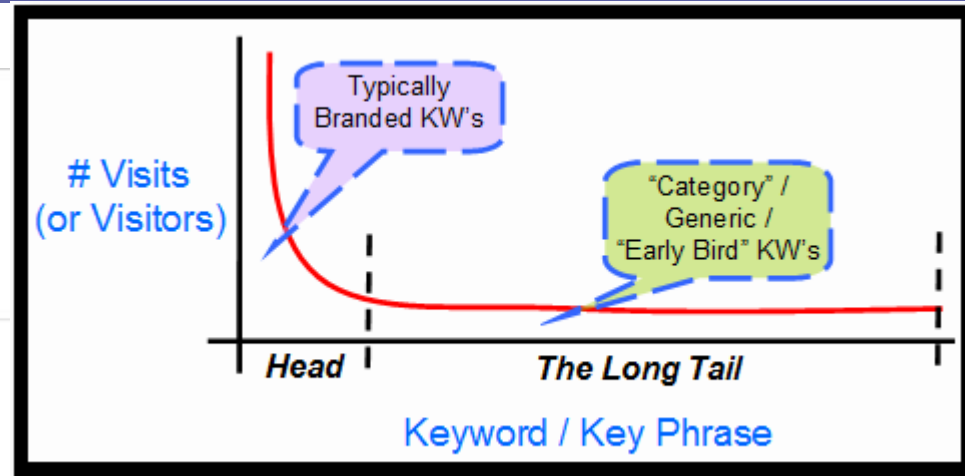 Typically
Branded KW's
# Visits
(or Visitors)
“Category” /
Generic /
“Early Bird” KW's
Head
The Long Tail
Keyword / Key Phrase